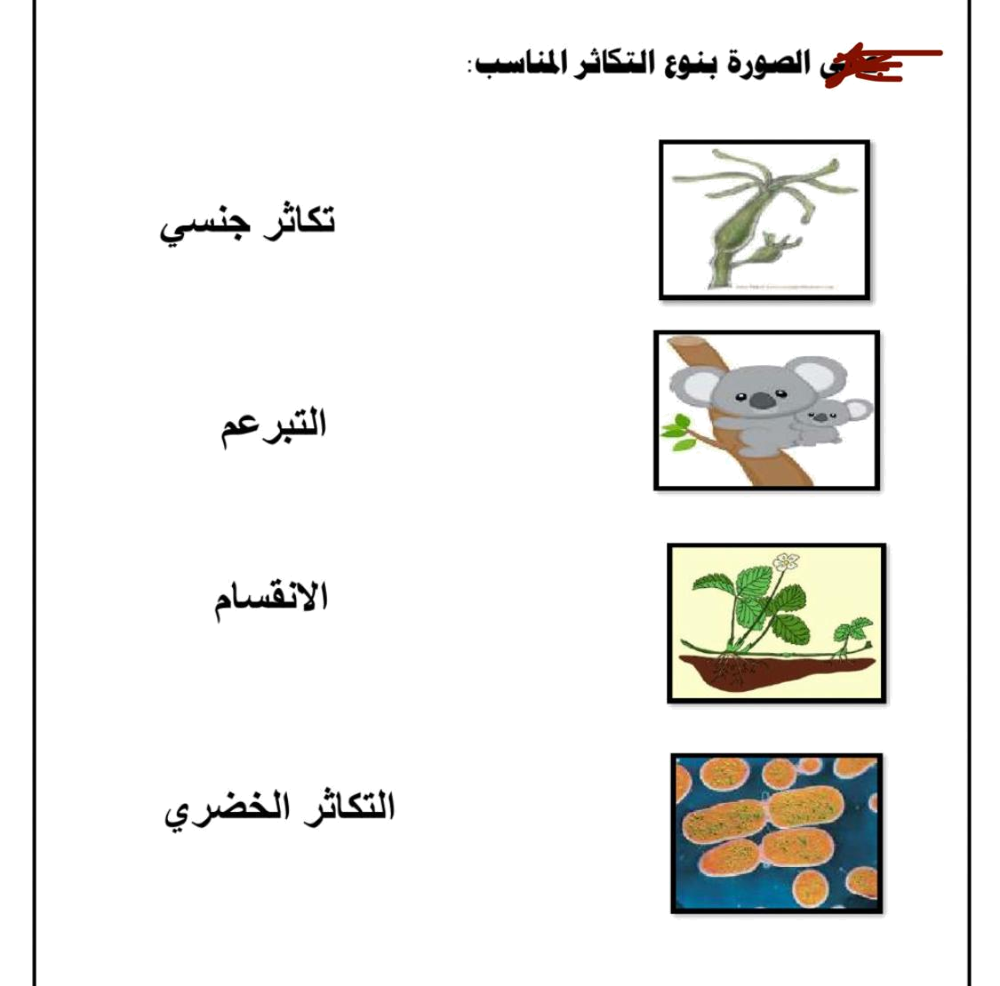 الصورة بنوع التكاثر المناسب:
تكاثر جنسي
التبرعم
الانقسام
التكاثر الخضري